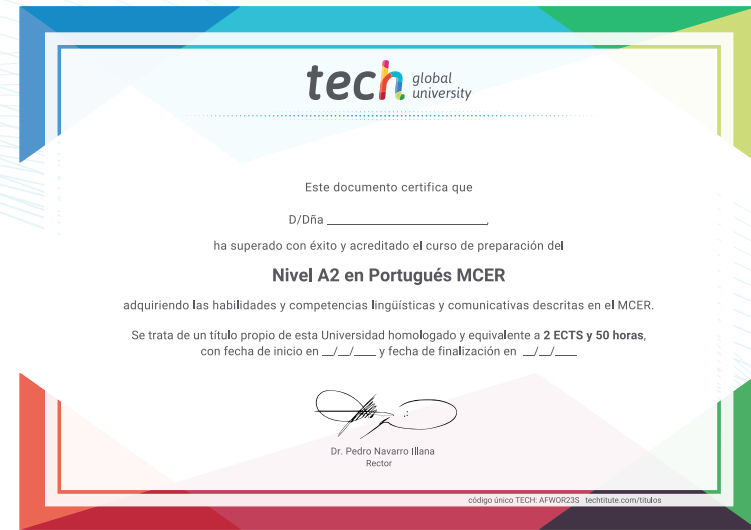 tech global university
Este documento certifica que
D/Dña ____________________,
ha superado con éxito y acreditado el curso de preparación del
Nivel A2 en Portugués MCER
adquiriendo las habilidades y competencias lingüísticas y comunicativas descritas en el MCER.
Se trata de un título propio de esta Universidad homologado y equivalente a 2 ECTS y 50 horas,
con fecha de inicio en __/__/____ y fecha de finalización en __/__/____
Dr. Pedro Navarro Illana
Rector
código único TECH: AFWOR23S techtitute.com/titulos